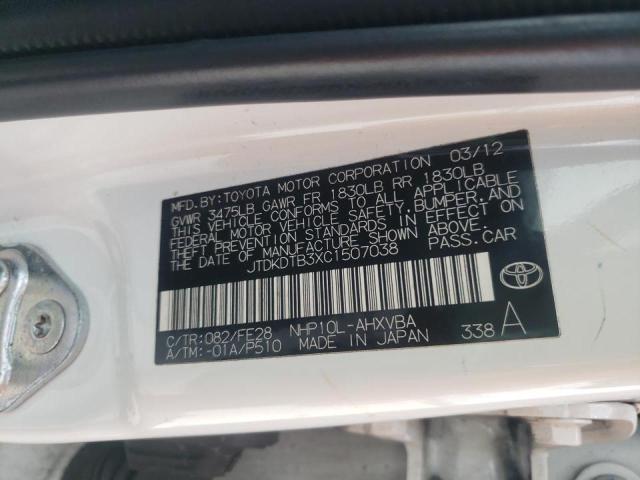 MFD.BY:TOYOTA MOTOR CORPORATION 03/12
GVWR 3475LB GAWR FR 1830LB RR 1830LB
THIS VEHICLE CONFORMS TO ALL APPLICABLE
FEDERAL MOTOR VEHICLE SAFETY, BUMPER, AND
THEFT PREVENTION STANDARDS IN EFFECT ON
THE DATE OF MANUFACTURE SHOWN ABOVE.
JTDKDTB3XC1507038 PASS.CAR
C/TR:082/FE28 NHP10L-AHXVBA
A/TM:-01A/P510 MADE IN JAPAN 338 A
TOYOTA